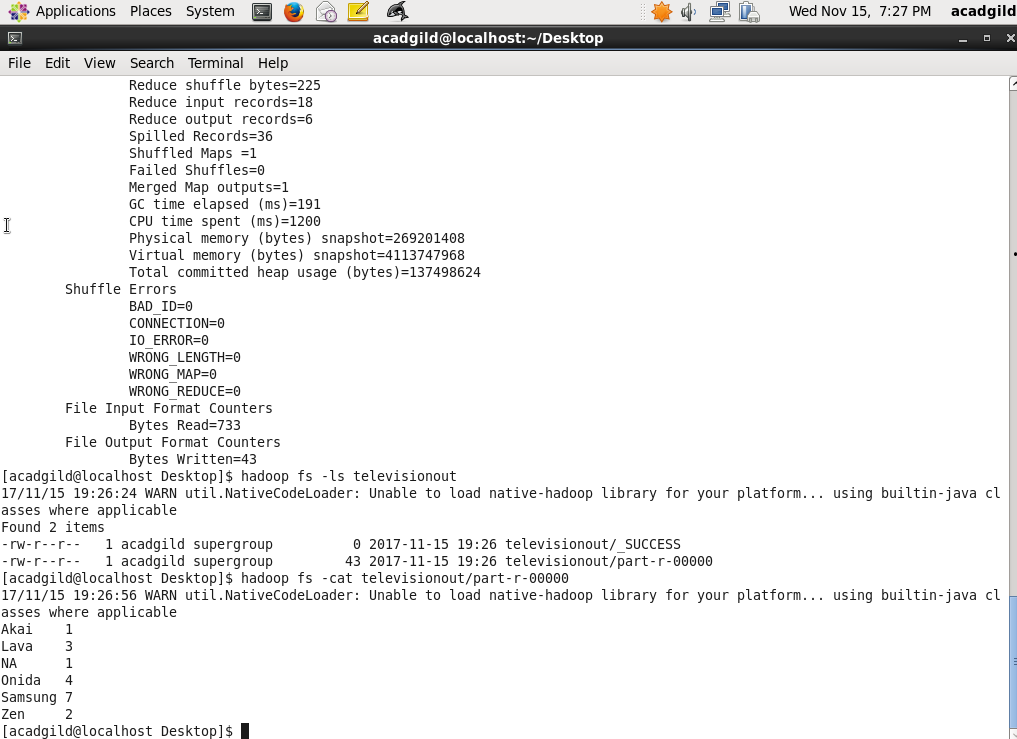 Applications Places System Wed Nov 15, 7:27 PM acadgild
acadgild@localhost:~/Desktop
File Edit View Search Terminal Help
Reduce shuffle bytes=225
Reduce input records=18
Reduce output records=6
Spilled Records=36
Shuffled Maps =1
Failed Shuffles=0
Merged Map outputs=1
GC time elapsed (ms)=191
CPU time spent (ms)=1200
Physical memory (bytes) snapshot=269201408
Virtual memory (bytes) snapshot=4113747968
Total committed heap usage (bytes)=137498624
Shuffle Errors
BAD_ID=0
CONNECTION=0
IO_ERROR=0
WRONG_LENGTH=0
WRONG_MAP=0
WRONG_REDUCE=0
File Input Format Counters
Bytes Read=733
File Output Format Counters
Bytes Written=43
[acadgild@localhost Desktop]$ hadoop fs -ls televisionout
17/11/15 19:26:24 WARN util.NativeCodeLoader: Unable to load native-hadoop library for your platform... using builtin-java cl
asses where applicable
Found 2 items
-rw-r--r--   1 acadgild supergroup          0 2017-11-15 19:26 televisionout/_SUCCESS
-rw-r--r--   1 acadgild supergroup         43 2017-11-15 19:26 televisionout/part-r-00000
[acadgild@localhost Desktop]$ hadoop fs -cat televisionout/part-r-00000
17/11/15 19:26:56 WARN util.NativeCodeLoader: Unable to load native-hadoop library for your platform... using builtin-java cl
asses where applicable
Akai    1
Lava    3
NA      1
Onida   4
Samsung 7
Zen     2
[acadgild@localhost Desktop]$